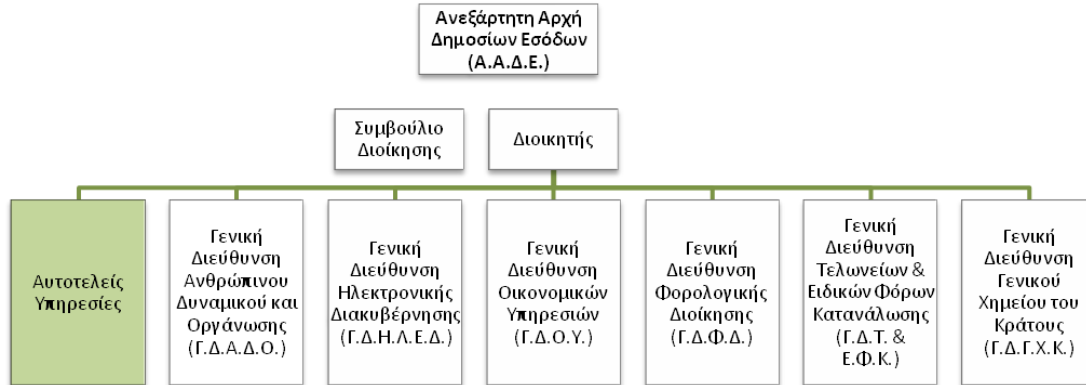 Ανεξάρτητη Αρχή
Δημοσίων Εσόδων
(Α.Α.Δ.Ε.)
Συμβούλιο
Διοίκησης
Διοικητής
Αυτοτελείς
Υπηρεσίες
Γενική
Διεύθυνση
Ανθρώπινου
Δυναμικού και
Οργάνωσης
(Γ.Δ.Α.Δ.Ο.)
Γενική
Διεύθυνση
Ηλεκτρονικής
Διακυβέρνησης
(Γ.Δ.Η.Λ.Ε.Δ.)
Γενική
Διεύθυνση
Οικονομικών
Υπηρεσιών
(Γ.Δ.Ο.Υ.)
Γενική
Διεύθυνση
Φορολογικής
Διοίκησης
(Γ.Δ.Φ.Δ.)
Γενική
Διεύθυνση
Τελωνείων &
Ειδικών Φόρων
Κατανάλωσης
(Γ.Δ.Τ. &
Ε.Φ.Κ.)
Γενική
Διεύθυνση
Γενικού
Χημείου του
Κράτους
(Γ.Δ.Γ.Χ.Κ.)